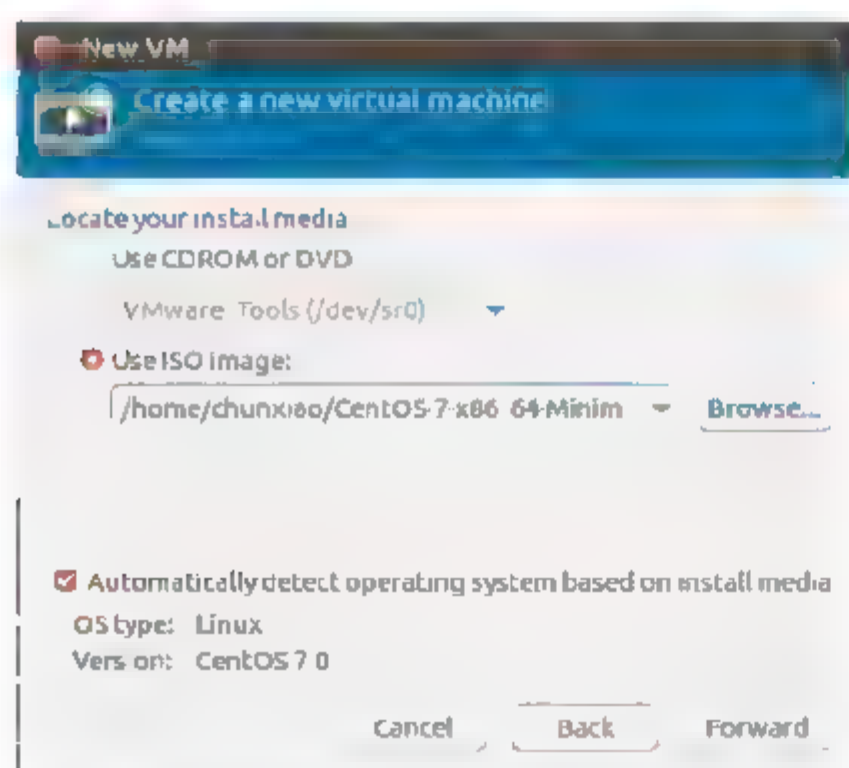 New VM
Create a new virtual machine
Locate your install media
Use CDROM or DVD
VMware Tools (/dev/sr0)
Use ISO image:
/home/chunxiao/CentOS-7-x86_64-Minim
Browse...
Automatically detect operating system based on install media
OS type: Linux
Version: CentOS 7.0
Cancel Back Forward